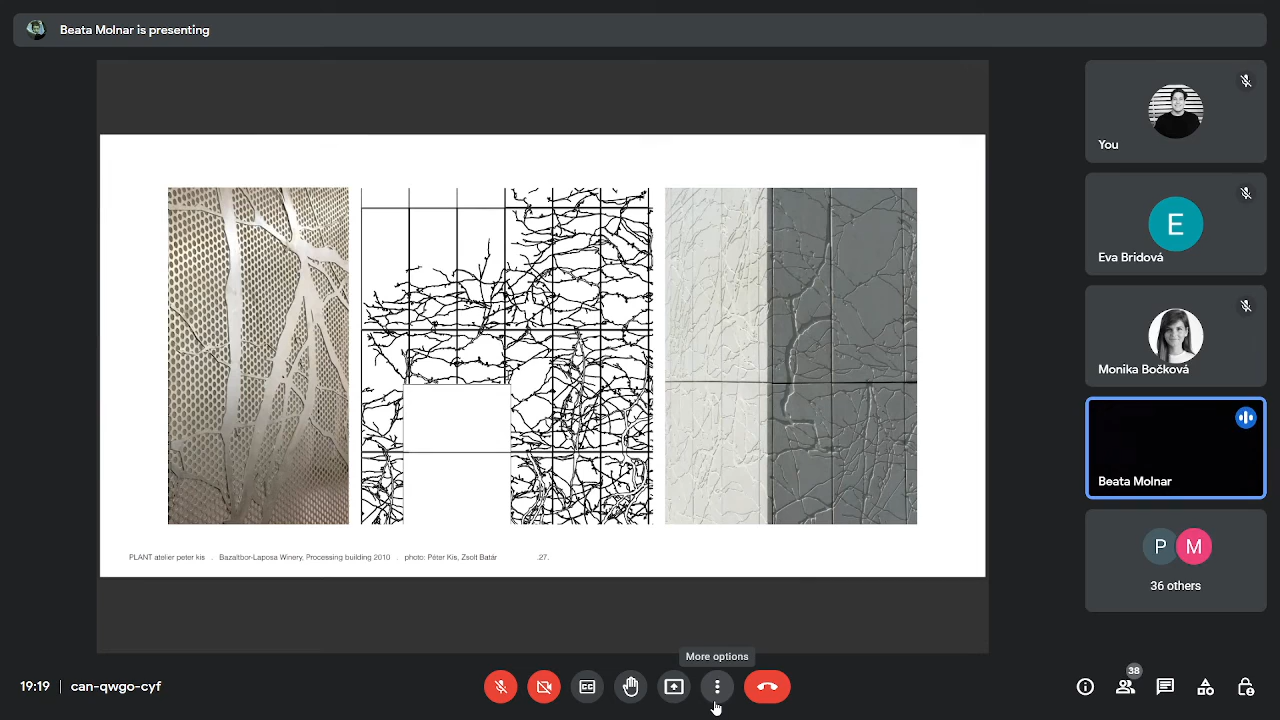 Beata Molnar is presenting
You
E
Eva Bridová
Monika Bočková
Beata Molnar
P M
36 others
PLANT atelier peter kis . Bazaltbor-Laposa Winery, Processing building 2010 . photo: Péter Kis, Zsolt Batár .27.
More options
19:19 | can-qwgo-cyf
38